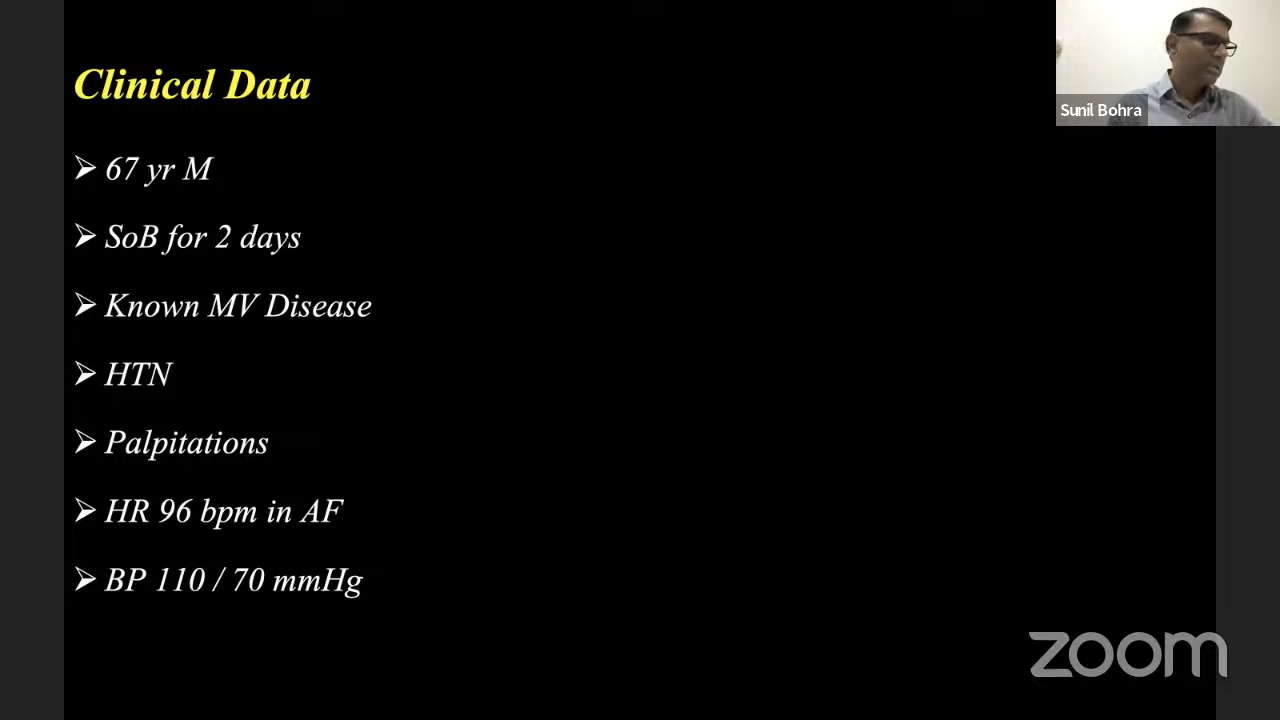 Clinical Data
Sunil Bohra
➢ 67 yr M
➢ SoB for 2 days
➢ Known MV Disease
➢ HTN
➢ Palpitations
➢ HR 96 bpm in AF
➢ BP 110 / 70 mmHg
zoom